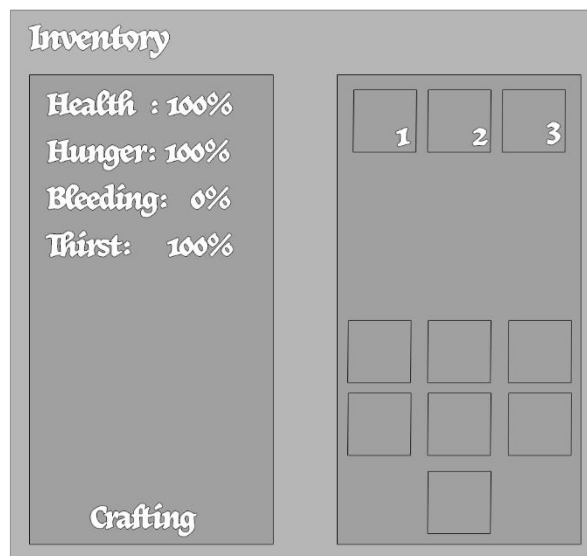 Inventory
Health : 100%
Hunger: 100%
Bleeding: 0%
Thirst: 100%
Crafting
1 2 3